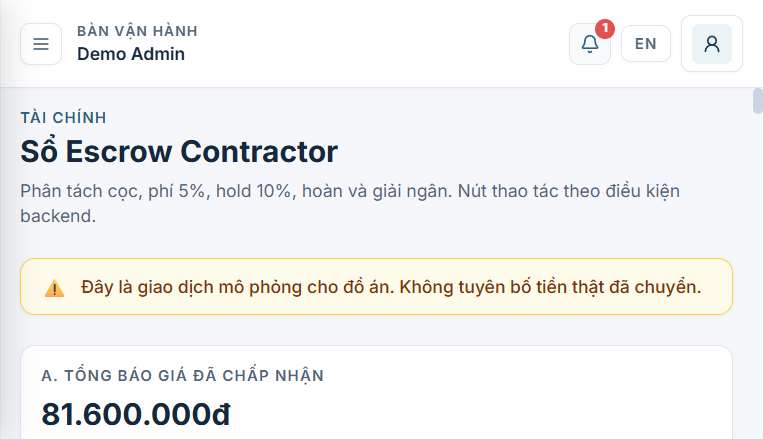 BÀN VẬN HÀNH
Demo Admin
1
EN
TÀI CHÍNH
Sổ Escrow Contractor
Phân tách cọc, phí 5%, hold 10%, hoàn và giải ngân. Nút thao tác theo điều kiện
backend.
Đây là giao dịch mô phỏng cho đồ án. Không tuyên bố tiền thật đã chuyển.
A. TỔNG BÁO GIÁ ĐÃ CHẤP NHẬN
81.600.000đ